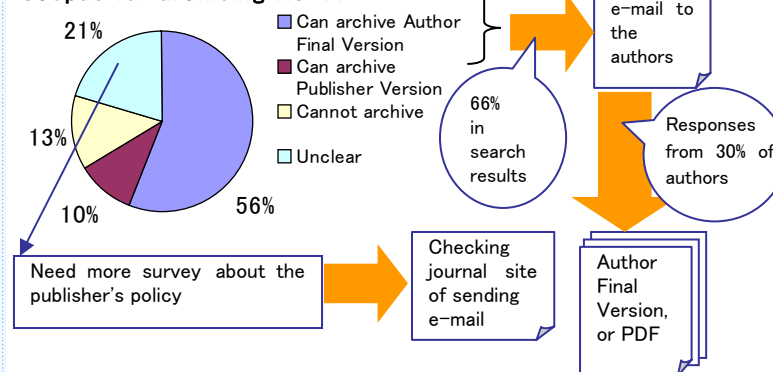 21%
13%
10%
56%
Can archive Author
Final Version
Can archive
Publisher Version
Cannot archive
Unclear
66%
in
search
results
e-mail to
the
authors
Responses
from 30% of
authors
Need more survey about the
publisher's policy
Checking
journal site
of sending
e-mail
Author
Final
Version,
or PDF